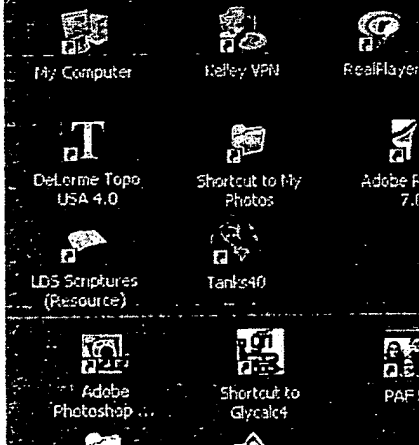 My Computer
Kelley VPN
RealPlayer
DeLorme Topo
USA 4.0
Shortcut to My
Photos
Adobe R
7.0
LDS Scriptures
(Resource)
Tanks40
Adobe
Photoshop ...
Shortcut to
Glycalc4
PAF